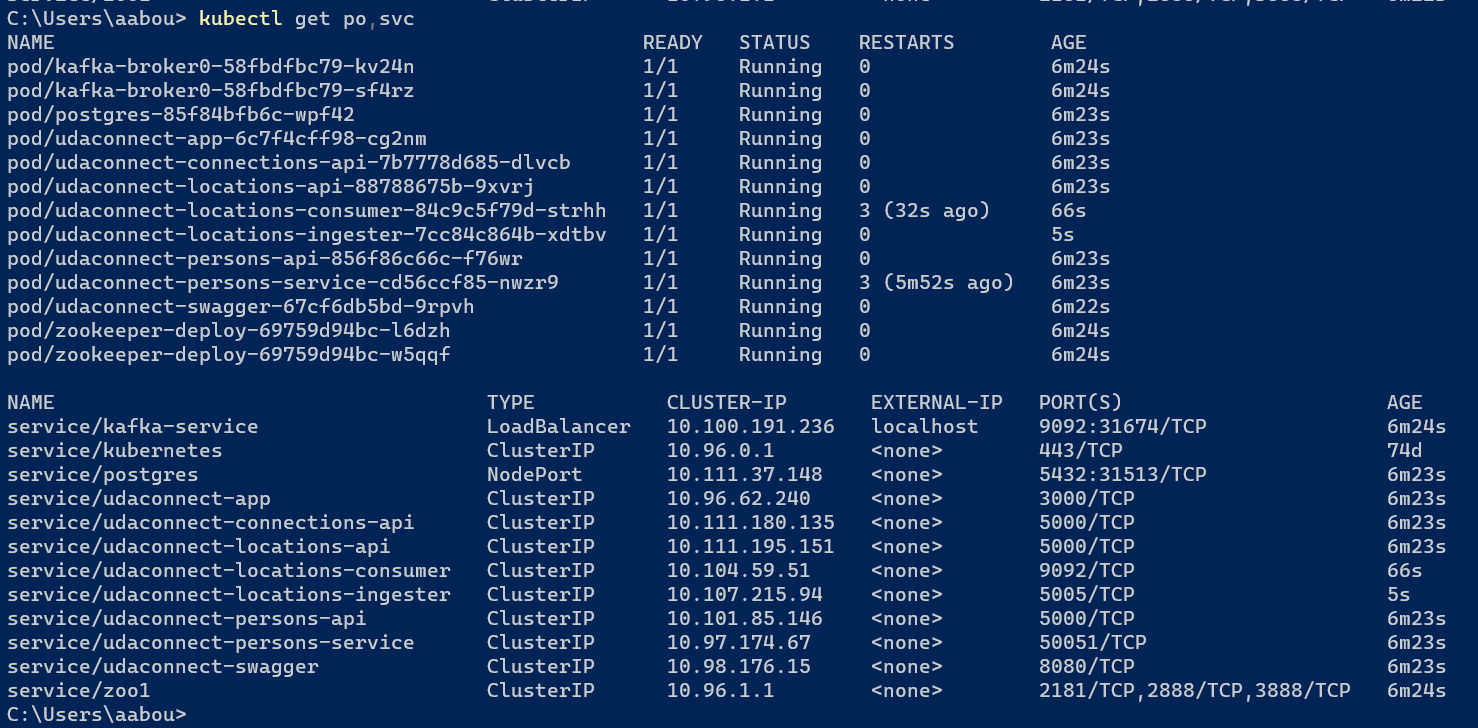 C:\Users\aabou> kubectl get po,svc
NAME READY STATUS RESTARTS AGE
pod/kafka-broker0-58fbdfbc79-kv24n 1/1 Running 0 6m24s
pod/kafka-broker0-58fbdfbc79-sf4rz 1/1 Running 0 6m24s
pod/postgres-85f84bfb6c-wpf42 1/1 Running 0 6m23s
pod/udaconnect-app-6c7f4cff98-cg2nm 1/1 Running 0 6m23s
pod/udaconnect-connections-api-7b7778d685-dlvcb 1/1 Running 0 6m23s
pod/udaconnect-locations-api-88788675b-9xvrj 1/1 Running 0 6m23s
pod/udaconnect-locations-consumer-84c9c5f79d-strhh 1/1 Running 3 (32s ago) 66s
pod/udaconnect-locations-ingester-7cc84c864b-xdtbv 1/1 Running 0 5s
pod/udaconnect-persons-api-856f86c66c-f76wr 1/1 Running 0 6m23s
pod/udaconnect-persons-service-cd56ccf85-nwzr9 1/1 Running 3 (5m52s ago) 6m23s
pod/udaconnect-swagger-67cf6db5bd-9rpvh 1/1 Running 0 6m22s
pod/zookeeper-deploy-69759d94bc-l6dzh 1/1 Running 0 6m24s
pod/zookeeper-deploy-69759d94bc-w5qqf 1/1 Running 0 6m24s
NAME TYPE CLUSTER-IP EXTERNAL-IP PORT(S) AGE
service/kafka-service LoadBalancer 10.100.191.236 localhost 9092:31674/TCP 6m24s
service/kubernetes ClusterIP 10.96.0.1 <none> 443/TCP 74d
service/postgres NodePort 10.111.37.148 <none> 5432:31513/TCP 6m23s
service/udaconnect-app ClusterIP 10.96.62.240 <none> 3000/TCP 6m23s
service/udaconnect-connections-api ClusterIP 10.111.180.135 <none> 5000/TCP 6m23s
service/udaconnect-locations-api ClusterIP 10.111.195.151 <none> 5000/TCP 6m23s
service/udaconnect-locations-consumer ClusterIP 10.104.59.51 <none> 9092/TCP 66s
service/udaconnect-locations-ingester ClusterIP 10.107.215.94 <none> 5005/TCP 5s
service/udaconnect-persons-api ClusterIP 10.101.85.146 <none> 5000/TCP 6m23s
service/udaconnect-persons-service ClusterIP 10.97.174.67 <none> 50051/TCP 6m23s
service/udaconnect-swagger ClusterIP 10.98.176.15 <none> 8080/TCP 6m23s
service/zoo1 ClusterIP 10.96.1.1 <none> 2181/TCP,2888/TCP,3888/TCP 6m24s
C:\Users\aabou>